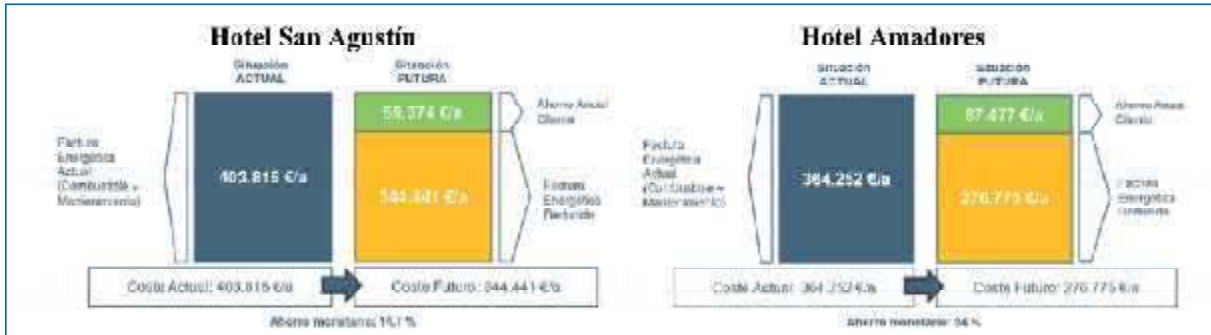 Hotel San Agustín
Situación
ACTUAL
Situación
FUTURA
59.374 €/a
Ahorro Anual
Cliente
Factura
Energética
Actual
(Combustible +
Mantenimiento)
403.815 €/a
344.441 €/a
Factura
Energética
Reducida
Coste Actual: 403.815 €/a
Coste Futuro: 344.441 €/a
Ahorro monetario:
Hotel Amadores
Situación
ACTUAL
Situación
FUTURA
87.477 €/a
Ahorro Anual
Cliente
Factura
Energética
Actual
(Combustible +
Mantenimiento)
364.252 €/a
276.775 €/a
Factura
Energética
Reducida
Coste Actual: 364.252 €/a
Coste Futuro: 276.775 €/a
Ahorro monetario: 24 %